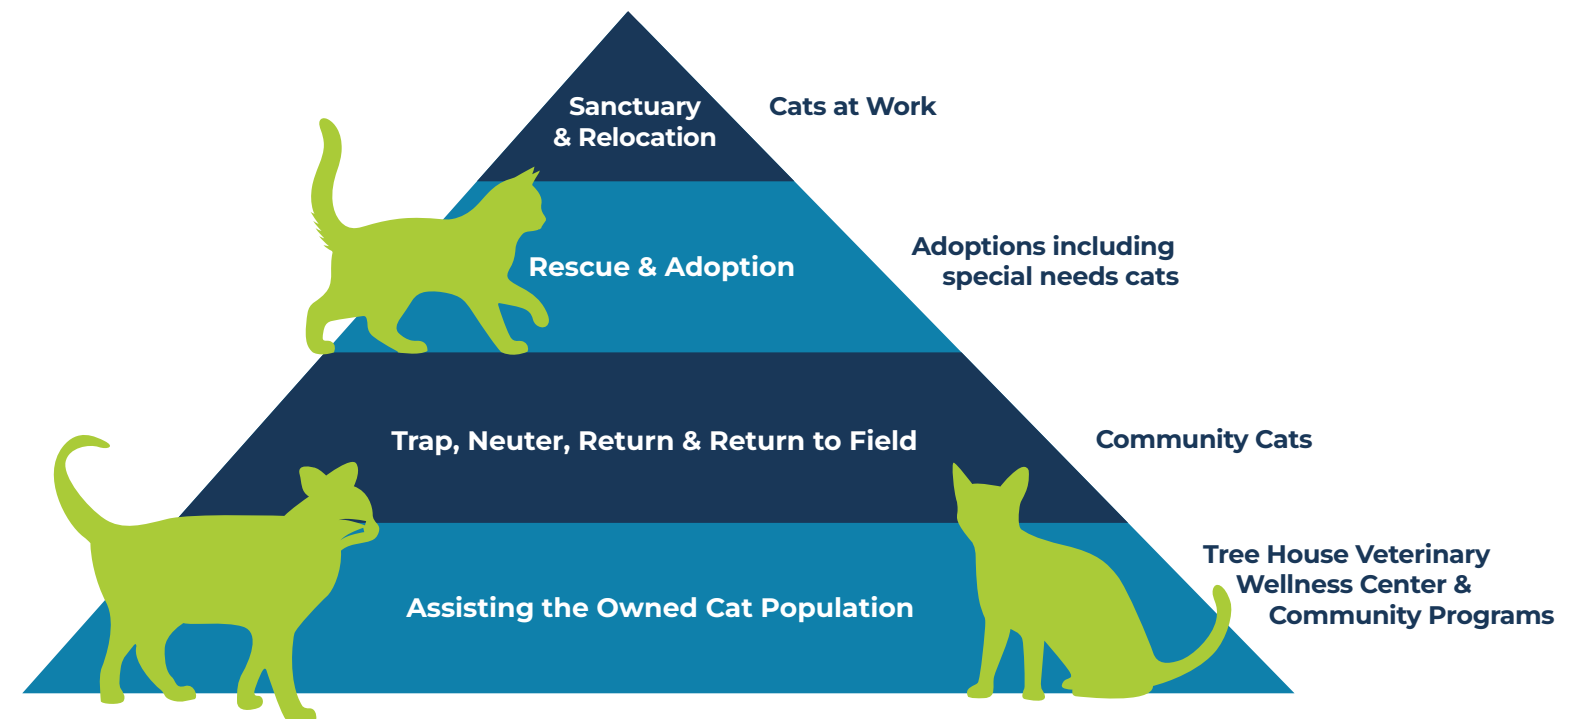 Sanctuary
& Relocation
Cats at Work
Rescue & Adoption
Adoptions including
special needs cats
Trap, Neuter, Return & Return to Field
Community Cats
Assisting the Owned Cat Population
Tree House Veterinary
Wellness Center &
Community Programs